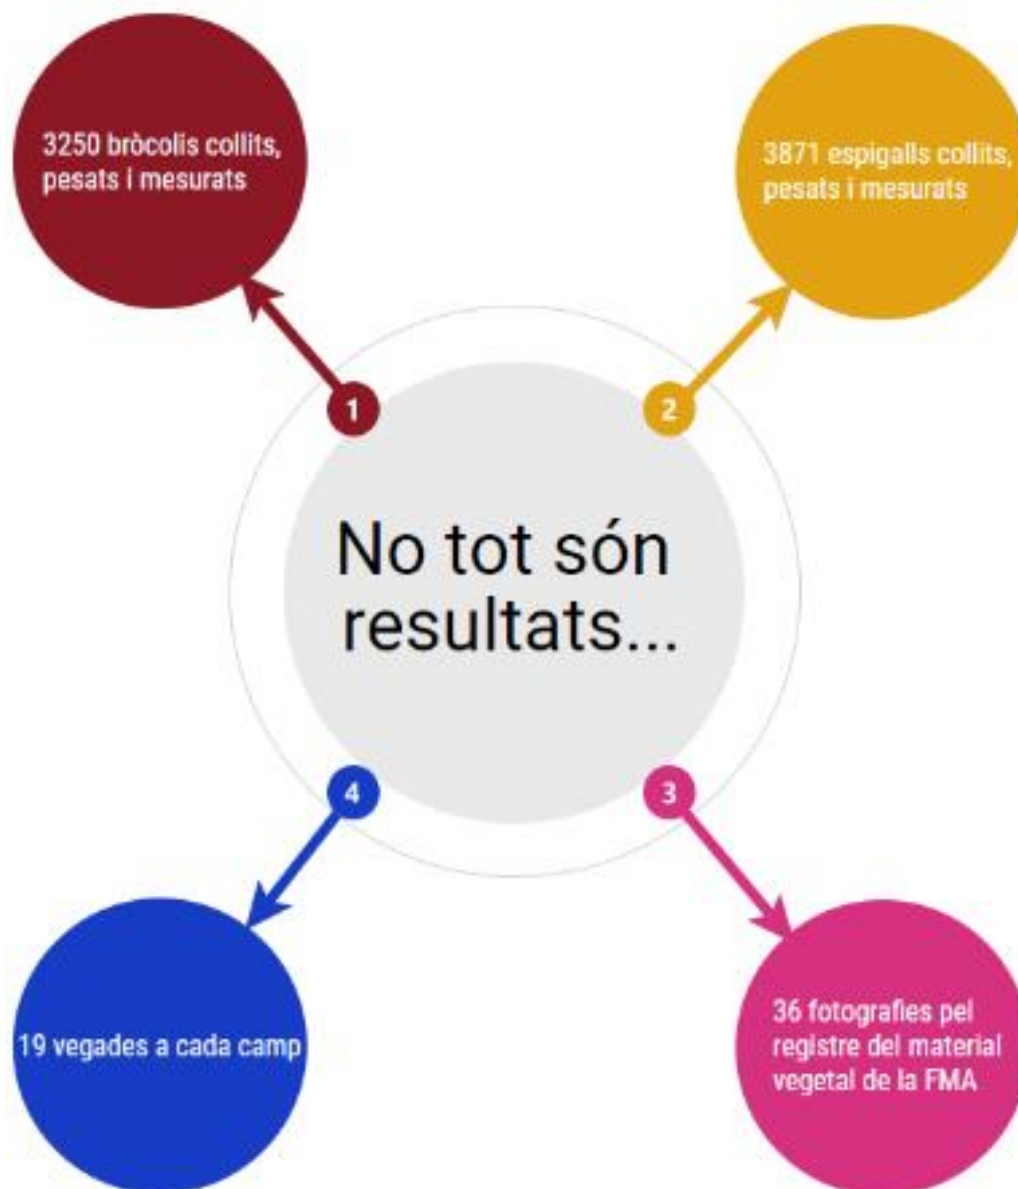 3250 bròcolis collits,
pesats i mesurats
3871 espigalls collits,
pesats i mesurats
1
2
No tot són
resultats...
4
3
19 vegades a cada camp
36 fotografies pel
registre del material
vegetal de la FMA